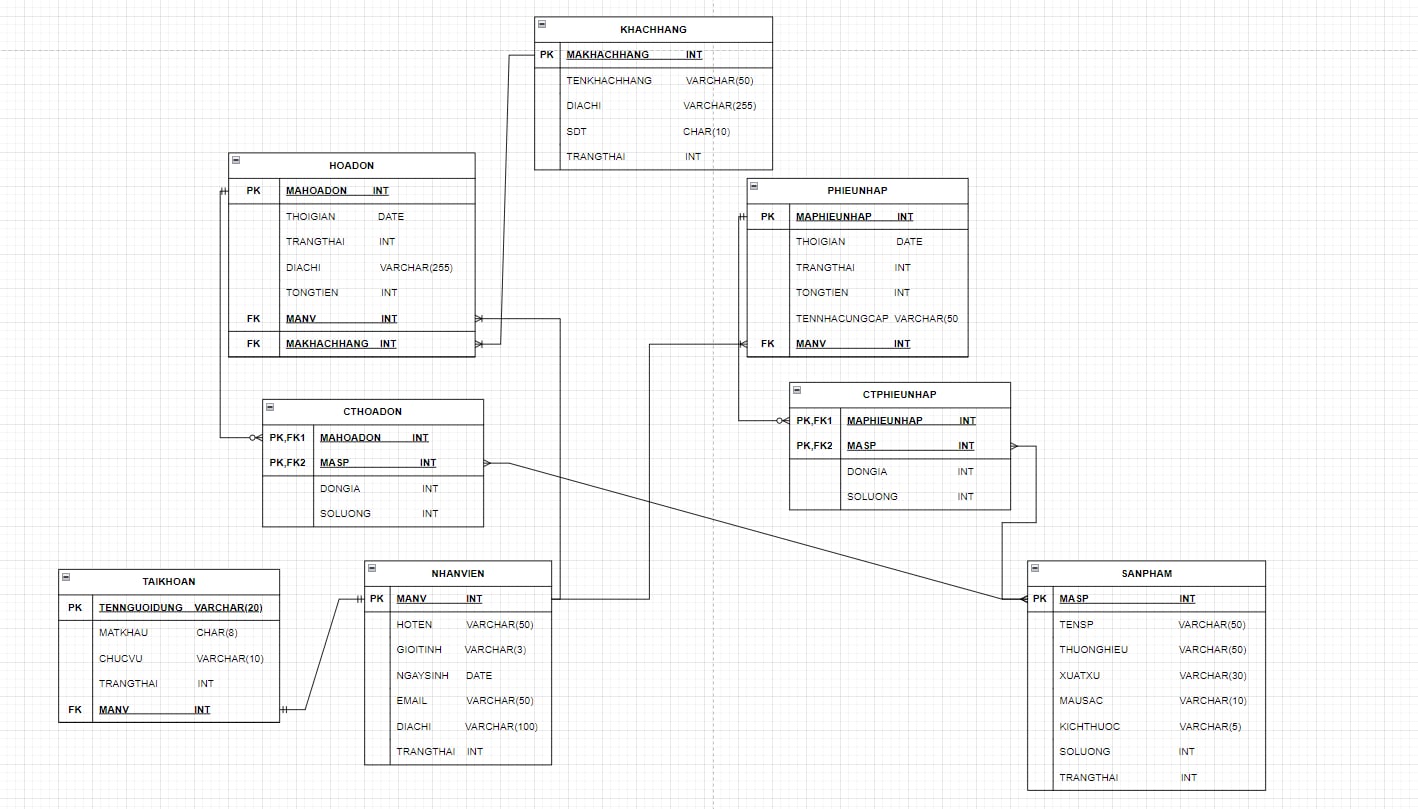 KHACHHANG
PK MAKHACHHANG INT
TENKHACHHANG VARCHAR(50)
DIACHI VARCHAR(255)
SDT CHAR(10)
TRANGTHAI INT
HOADON
PK MAHOADON INT
THOIGIAN DATE
TRANGTHAI INT
DIACHI VARCHAR(255)
TONGTIEN INT
FK MANV INT
FK MAKHACHHANG INT
PHIEUNHAP
PK MAPHIEUNHAP INT
THOIGIAN DATE
TRANGTHAI INT
TONGTIEN INT
TENNHACUNGCAP VARCHAR(50
FK MANV INT
CTHOADON
PK,FK1 MAHOADON INT
PK,FK2 MASP INT
DONGIA INT
SOLUONG INT
CTPHIEUNHAP
PK,FK1 MAPHIEUNHAP INT
PK,FK2 MASP INT
DONGIA INT
SOLUONG INT
TAIKHOAN
PK TENNGUOIDUNG VARCHAR(20)
MATKHAU CHAR(8)
CHUCVU VARCHAR(10)
TRANGTHAI INT
FK MANV INT
NHANVIEN
PK MANV INT
HOTEN VARCHAR(50)
GIOITINH VARCHAR(3)
NGAYSINH DATE
EMAIL VARCHAR(50)
DIACHI VARCHAR(100)
TRANGTHAI INT
SANPHAM
PK MASP INT
TENSP VARCHAR(50)
THUONGHIEU VARCHAR(50)
XUATXU VARCHAR(30)
MAUSAC VARCHAR(10)
KICHTHUOC VARCHAR(5)
SOLUONG INT
TRANGTHAI INT